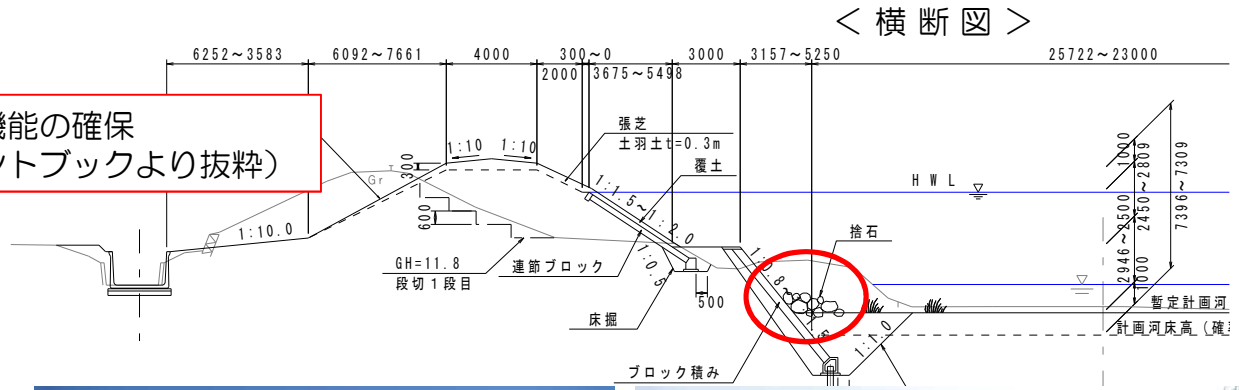 <横断図>
6252~3583
6092~7661
4000
300~0
3000
3157~5250
25722~23000
2000
3675~5498
機能の確保
ントブックより抜粋)
張芝
土羽土t=0.3m
覆土
1:10
1:10
300
Gr
HWL
1:1.5~1:2.0
1000
2450~2809
7396~7309
2946~2500
1000
600
1:10.0
GH=11.8
段切1段目
連節ブロック
1:0.5
500
床掘
1:0.8~
捨石
暫定計画河
計画河床高(確
1:1.0
ブロック積み